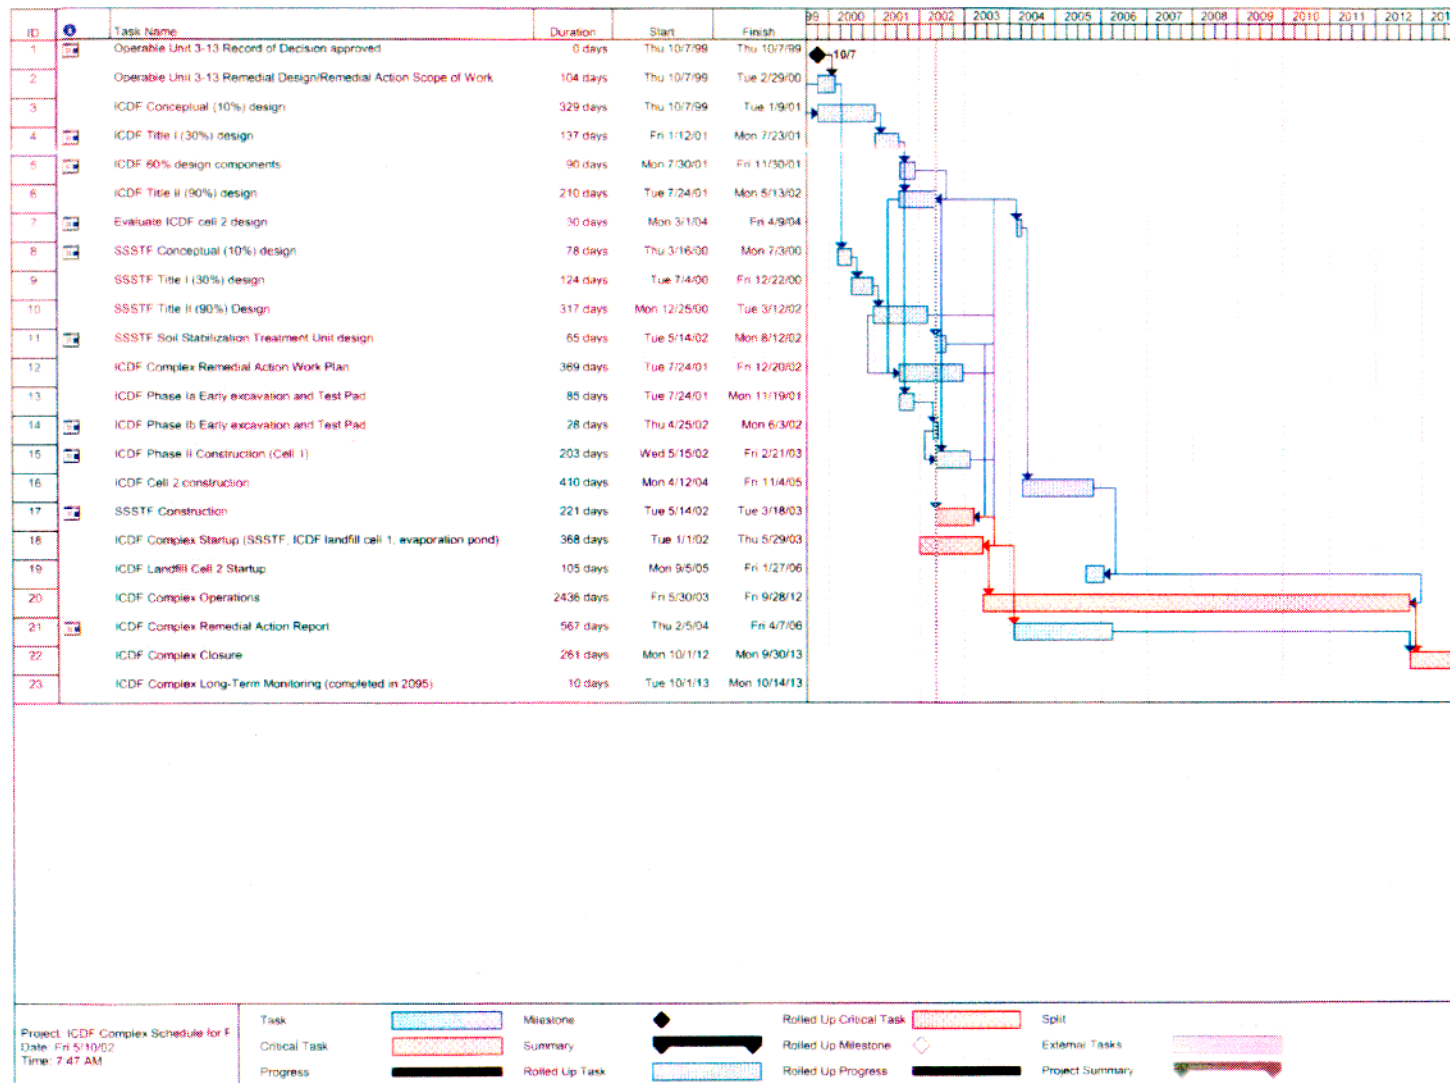 ID Task Name Duration Start Finish 99 2000 2001 2002 2003 2004 2005 2006 2007 2008 2009 2010 2011 2012 201
1 Operable Unit 3-13 Record of Decision approved 0 days Thu 10/7/99 Thu 10/7/99 10/7
2 Operable Unit 3-13 Remedial Design/Remedial Action Scope of Work 104 days Thu 10/7/99 Tue 2/29/00
3 ICDF Conceptual (10%) design 329 days Thu 10/7/99 Tue 1/9/01
4 ICDF Title I (30%) design 137 days Fri 1/12/01 Mon 7/23/01
5 ICDF 60% design components 90 days Mon 7/30/01 Fri 11/30/01
6 ICDF Title II (90%) design 210 days Tue 7/24/01 Mon 5/13/02
7 Evaluate ICDF cell 2 design 30 days Mon 3/1/04 Fri 4/9/04
8 SSSTF Conceptual (10%) design 78 days Thu 3/16/00 Mon 7/3/00
9 SSSTF Title I (30%) design 124 days Tue 7/4/00 Fri 12/22/00
10 SSSTF Title II (90%) Design 317 days Mon 12/25/00 Tue 3/12/02
11 SSSTF Soil Stabilization Treatment Unit design 65 days Tue 5/14/02 Mon 8/12/02
12 ICDF Complex Remedial Action Work Plan 369 days Tue 7/24/01 Fri 12/20/02
13 ICDF Phase Ia Early excavation and Test Pad 85 days Tue 7/24/01 Mon 11/19/01
14 ICDF Phase Ib Early excavation and Test Pad 28 days Thu 4/25/02 Mon 6/3/02
15 ICDF Phase II Construction (Cell 1) 203 days Wed 5/15/02 Fri 2/21/03
16 ICDF Cell 2 construction 410 days Mon 4/12/04 Fri 11/4/05
17 SSSTF Construction 221 days Tue 5/14/02 Tue 3/18/03
18 ICDF Complex Startup (SSSTF, ICDF landfill cell 1, evaporation pond) 368 days Tue 1/1/02 Thu 5/29/03
19 ICDF Landfill Cell 2 Startup 105 days Mon 9/5/05 Fri 1/27/06
20 ICDF Complex Operations 2436 days Fri 5/30/03 Fri 9/28/12
21 ICDF Complex Remedial Action Report 567 days Thu 2/5/04 Fri 4/7/06
22 ICDF Complex Closure 261 days Mon 10/1/12 Mon 9/30/13
23 ICDF Complex Long-Term Monitoring (completed in 2095) 10 days Tue 10/1/13 Mon 10/14/13
Project: ICDF Complex Schedule for F
Date: Fri 5/10/02
Time: 7:47 AM
Task Milestone Rolled Up Critical Task Split
Critical Task Summary Rolled Up Milestone External Tasks
Progress Rolled Up Task Rolled Up Progress Project Summary